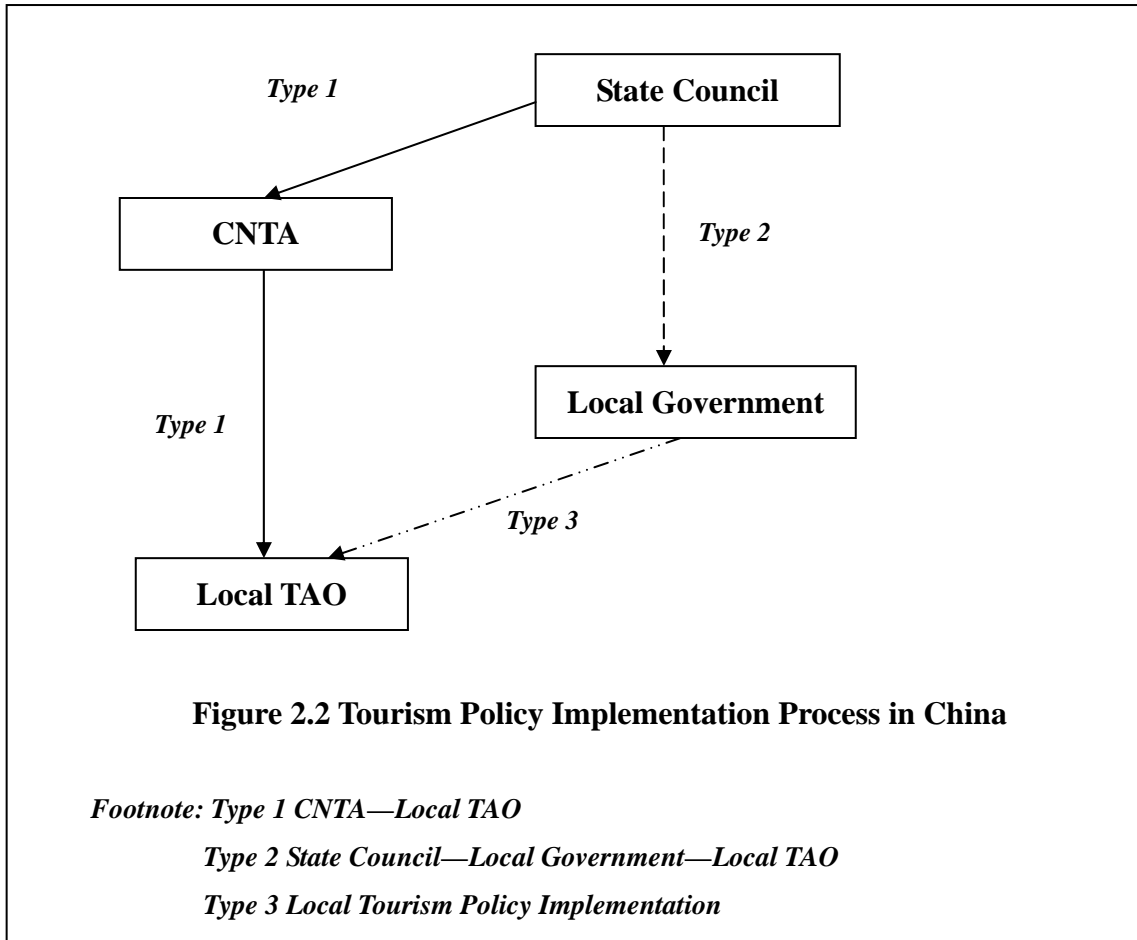 Type 1
State Council
CNTA
Type 2
Local Government
Type 1
Type 3
Local TAO
Figure 2.2 Tourism Policy Implementation Process in China
Footnote: Type 1 CNTA—Local TAO
Type 2 State Council—Local Government—Local TAO
Type 3 Local Tourism Policy Implementation